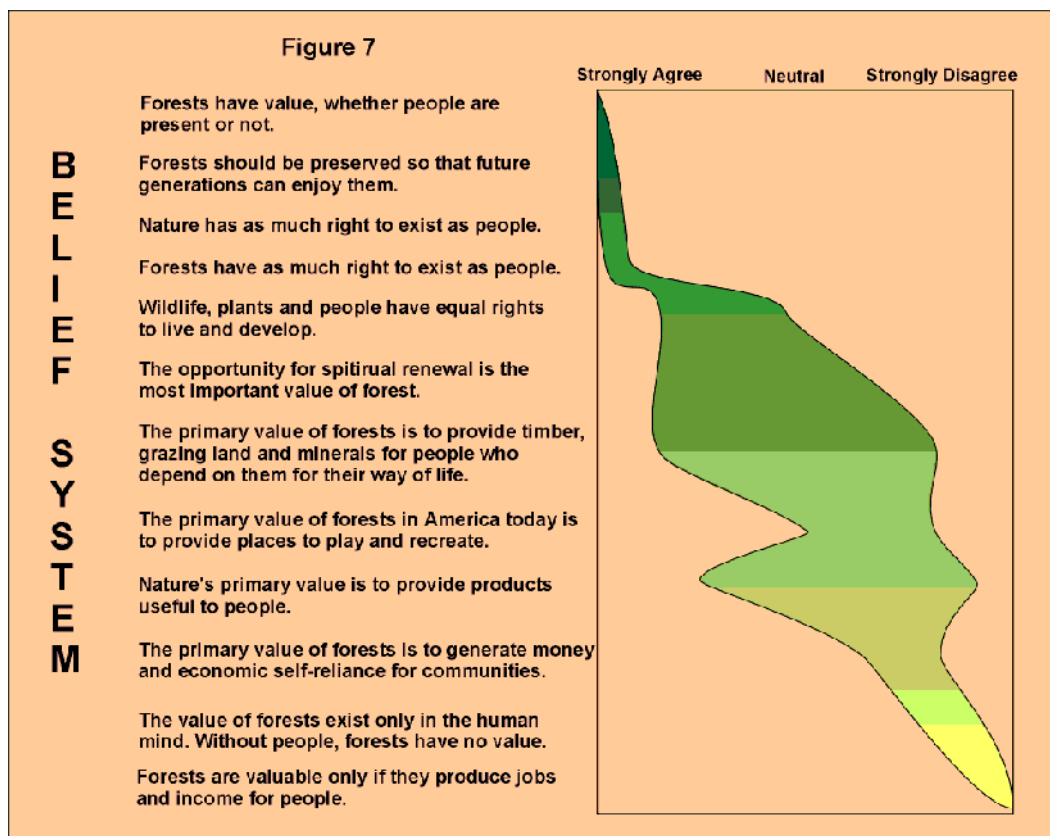 Figure 7
Strongly Agree Neutral Strongly Disagree
Forests have value, whether people are
present or not.
Forests should be preserved so that future
generations can enjoy them.
Nature has as much right to exist as people.
Forests have as much right to exist as people.
Wildlife, plants and people have equal rights
to live and develop.
The opportunity for spitirual renewal is the
most important value of forest.
The primary value of forests is to provide timber,
grazing land and minerals for people who
depend on them for their way of life.
The primary value of forests in America today is
to provide places to play and recreate.
Nature's primary value is to provide products
useful to people.
The primary value of forests is to generate money
and economic self-reliance for communities.
The value of forests exist only in the human
mind. Without people, forests have no value.
Forests are valuable only if they produce jobs
and income for people.
BELIEF SYSTEM